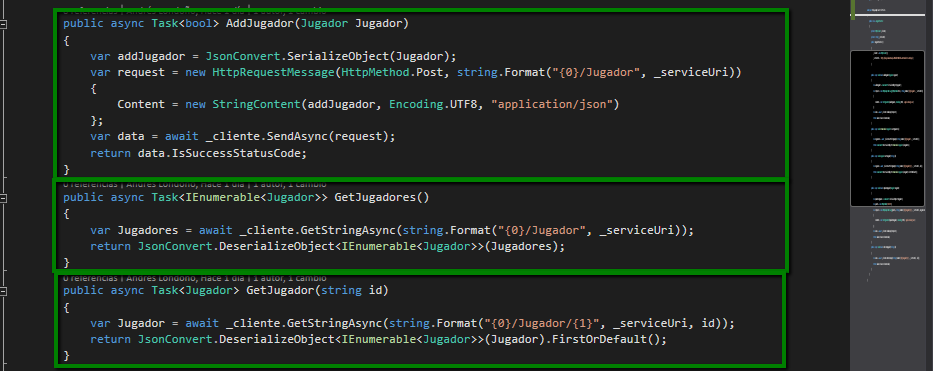 public async Task<bool> AddJugador(Jugador Jugador)
{
var addJugador = JsonConvert.SerializeObject(Jugador);
var request = new HttpRequestMessage(HttpMethod.Post, string.Format("{0}/Jugador", _serviceUri))
{
Content = new StringContent(addJugador, Encoding.UTF8, "application/json")
};
var data = await _cliente.SendAsync(request);
return data.IsSuccessStatusCode;
}
0 referencias | Andrés Londoño, Hace 1 día | 1 autor, 1 cambio
public async Task<IEnumerable<Jugador>> GetJugadores()
{
var Jugadores = await _cliente.GetStringAsync(string.Format("{0}/Jugador", _serviceUri));
return JsonConvert.DeserializeObject<IEnumerable<Jugador>>(Jugadores);
}
0 referencias | Andrés Londoño, Hace 1 día | 1 autor, 1 cambio
public async Task<Jugador> GetJugador(string id)
{
var Jugador = await _cliente.GetStringAsync(string.Format("{0}/Jugador/{1}", _serviceUri, id));
return JsonConvert.DeserializeObject<IEnumerable<Jugador>>(Jugador).FirstOrDefault();
}